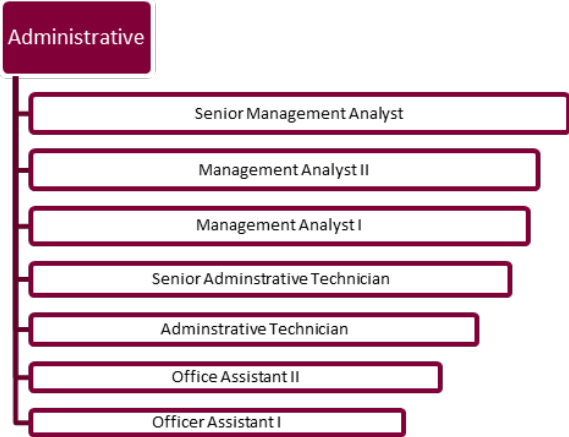 Administrative
Senior Management Analyst
Management Analyst II
Management Analyst I
Senior Adminstrative Technician
Adminstrative Technician
Office Assistant II
Officer Assistant I